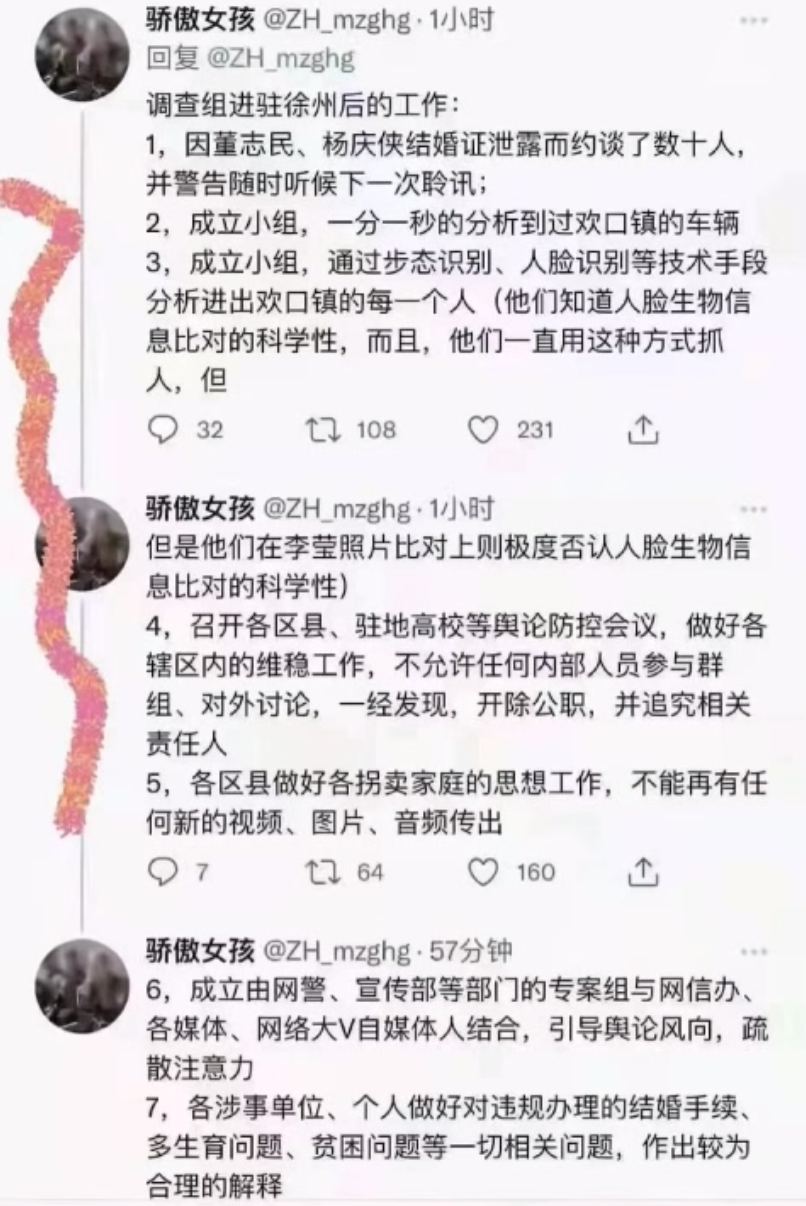 骄傲女孩 @ZH_mzghg · 1小时
回复 @ZH_mzghg
调查组进驻徐州后的工作：
1，因董志民、杨庆侠结婚证泄露而约谈了数十人，
并警告随时听候下一次聆讯；
2，成立小组，一分一秒的分析到过欢口镇的车辆
3，成立小组，通过步态识别、人脸识别等技术手段
分析进出欢口镇的每一个人（他们知道人脸生物信
息比对的科学性，而且，他们一直用这种方式抓
人，但
32 108 231
骄傲女孩 @ZH_mzghg · 1小时
但是他们在李莹照片比对上则极度否认人脸生物信
息比对的科学性）
4，召开各区县、驻地高校等舆论防控会议，做好各
辖区内的维稳工作，不允许任何内部人员参与群
组、对外讨论，一经发现，开除公职，并追究相关
责任人
5，各区县做好各拐卖家庭的思想工作，不能再有任
何新的视频、图片、音频传出
7 64 160
骄傲女孩 @ZH_mzghg · 57分钟
6，成立由网警、宣传部等部门的专案组与网信办、
各媒体、网络大V自媒体人结合，引导舆论风向，疏
散注意力
7，各涉事单位、个人做好对违规办理的结婚手续、
多生育问题、贫困问题等一切相关问题，作出较为
合理的解释